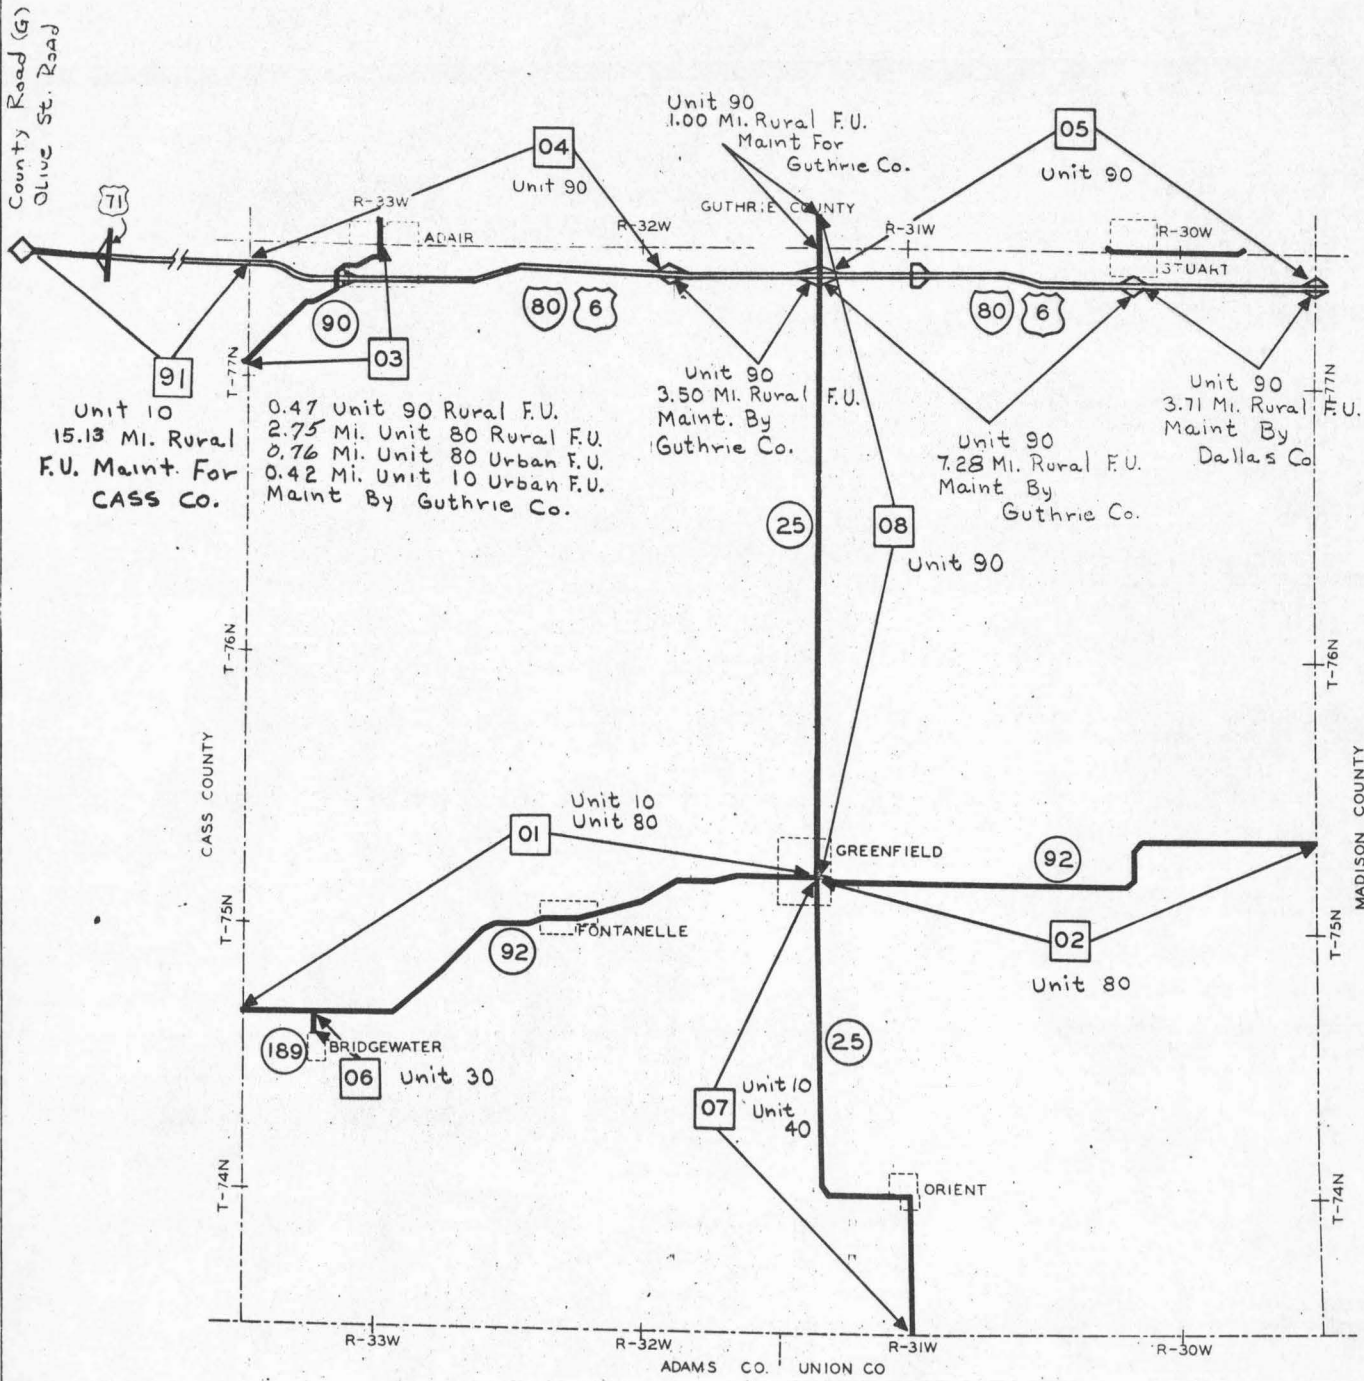 County Road (G)
Olive St. Road
71
Unit 90
1.00 Mi. Rural F.U.
Maint For
Guthrie Co.
04
Unit 90
05
Unit 90
R-33W
ADAIR
R-32W
GUTHRIE COUNTY
R-31W
R-30W
STUART
90
80
6
80
6
91
Unit 10
15.13 MI. Rural
F.U. Maint. For
CASS CO.
T-77N
03
0.47 Unit 90 Rural F.U.
2.75 Mi. Unit 80 Rural F.U.
0.76 Mi. Unit 80 Urban F.U.
0.42 Mi. Unit 10 Urban F.U.
Maint By Guthrie Co.
Unit 90
3.50 MI. Rural F.U.
Maint. By
Guthrie Co.
Unit 90
7.28 MI. Rural F.U.
Maint By
Guthrie Co.
Unit 90
3.71 Mi. Rural F.U.
Maint By
Dallas Co
T-77N
25
08
Unit 90
T-76N
T-76N
CASS COUNTY
MADISON COUNTY
01
Unit 10
Unit 80
GREENFIELD
92
T-75N
FONTANELLE
92
02
Unit 80
T-75N
189
BRIDGEWATER
06
Unit 30
25
07
Unit 10
Unit
40
T-74N
ORIENT
T-74N
R-33W
R-32W
R-31W
R-30W
ADAMS CO. UNION CO